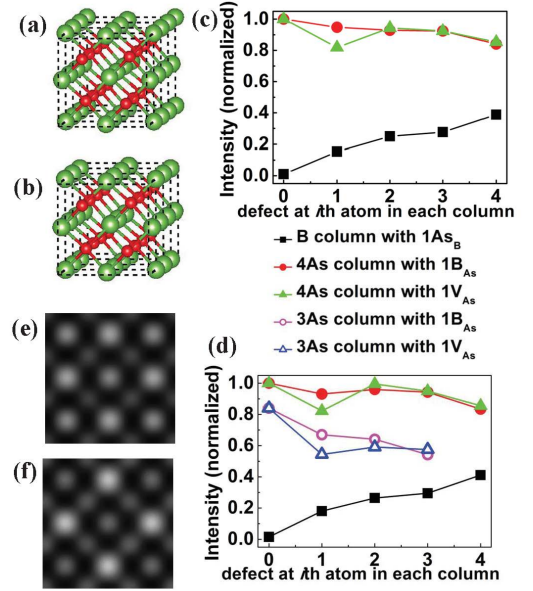 (a)
(b)
(c)
Intensity (normalized)
1.0
0.8
0.6
0.4
0.2
0.0
0 1 2 3 4
defect at ith atom in each column
B column with 1As_B
4As column with 1B_As
4As column with 1V_As
3As column with 1B_As
3As column with 1V_As
(e)
(f)
(d)
Intensity (normalized)
1.0
0.8
0.6
0.4
0.2
0.0
0 1 2 3 4
defect at ith atom in each column